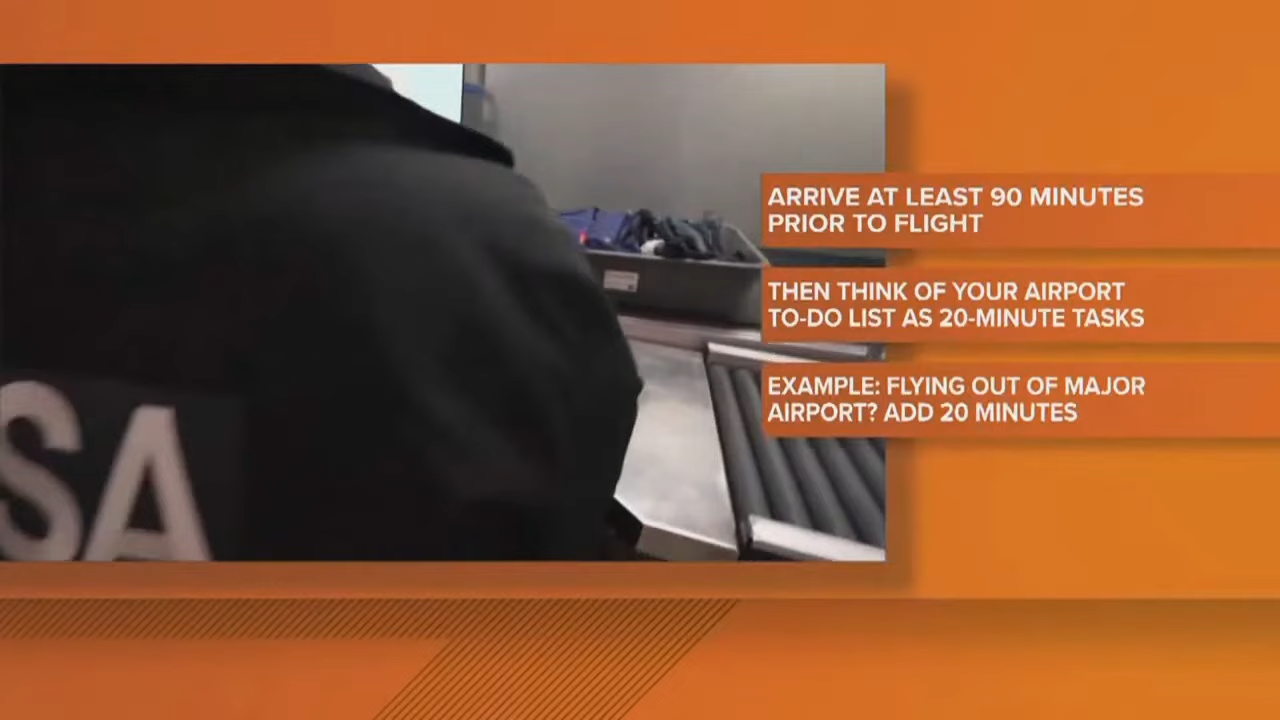 SA
ARRIVE AT LEAST 90 MINUTES
PRIOR TO FLIGHT
THEN THINK OF YOUR AIRPORT
TO-DO LIST AS 20-MINUTE TASKS
EXAMPLE: FLYING OUT OF MAJOR
AIRPORT? ADD 20 MINUTES